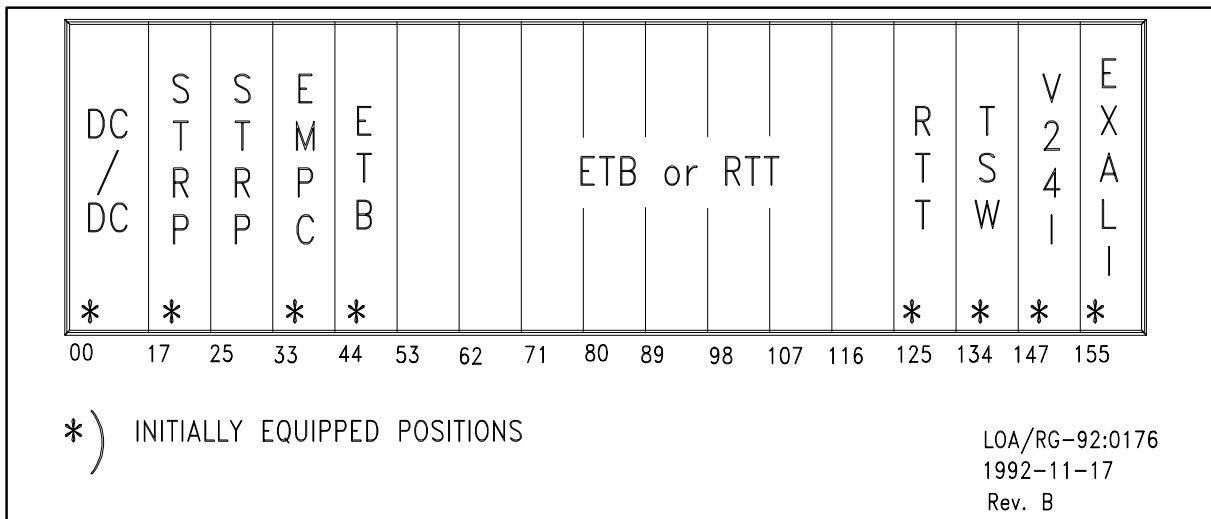 DC / DC
STRP
STRP
EMPC
ETB
ETB or RTT
RTT
TSW
V24I
EXALI
* * * * * * * *
00 17 25 33 44 53 62 71 80 89 98 107 116 125 134 147 155
*) INITIALLY EQUIPPED POSITIONS
LOA/RG-92:0176
1992-11-17
Rev. B